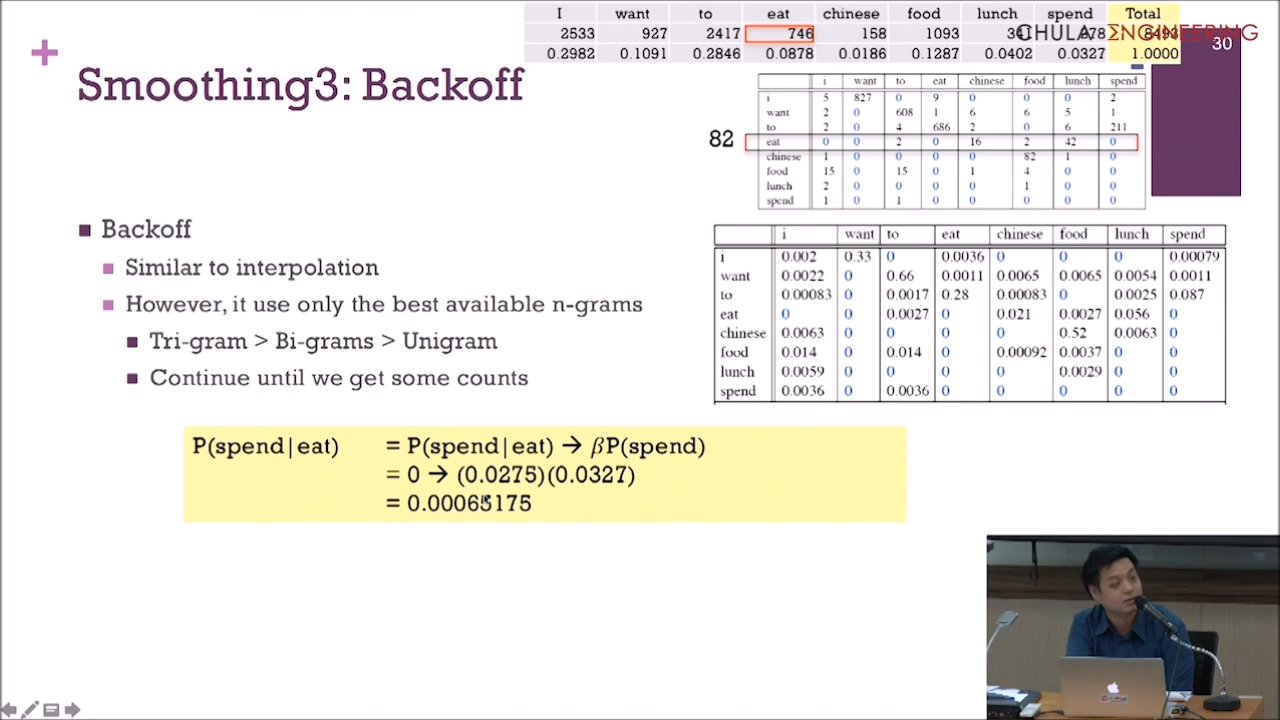 I want to eat chinese food lunch spend Total
2533 927 2417 746 158 1093
0.2982 0.1091 0.2846 0.0878 0.0186 0.1287 0.0402 0.0327 1.0000
CHULA ΣNGINEERING
30
Smoothing3: Backoff
i want to eat chinese food lunch spend
i 5 827 0 9 0 0 0 2
want 2 0 608 1 6 6 5 1
to 2 0 4 686 2 0 6 211
82
eat 0 0 2 0 16 2 42 0
chinese 1 0 0 0 0 82 1 0
food 15 0 15 0 1 4 0 0
lunch 2 0 0 0 0 1 0 0
spend 1 0 1 0 0 0 0 0
Backoff
Similar to interpolation
However, it use only the best available n-grams
Tri-gram > Bi-grams > Unigram
Continue until we get some counts
i want to eat chinese food lunch spend
i 0.002 0.33 0 0.0036 0 0 0 0.00079
want 0.0022 0 0.66 0.0011 0.0065 0.0065 0.0054 0.0011
to 0.00083 0 0.0017 0.28 0.00083 0 0.0025 0.087
eat 0 0 0.0027 0 0.021 0.0027 0.056 0
chinese 0.0063 0 0 0 0 0.52 0.0063 0
food 0.014 0 0.014 0 0.00092 0.0037 0 0
lunch 0.0059 0 0 0 0 0.0029 0 0
spend 0.0036 0 0.0036 0 0 0 0 0
P(spend|eat) = P(spend|eat) → βP(spend)
= 0 → (0.0275)(0.0327)
= 0.00065175